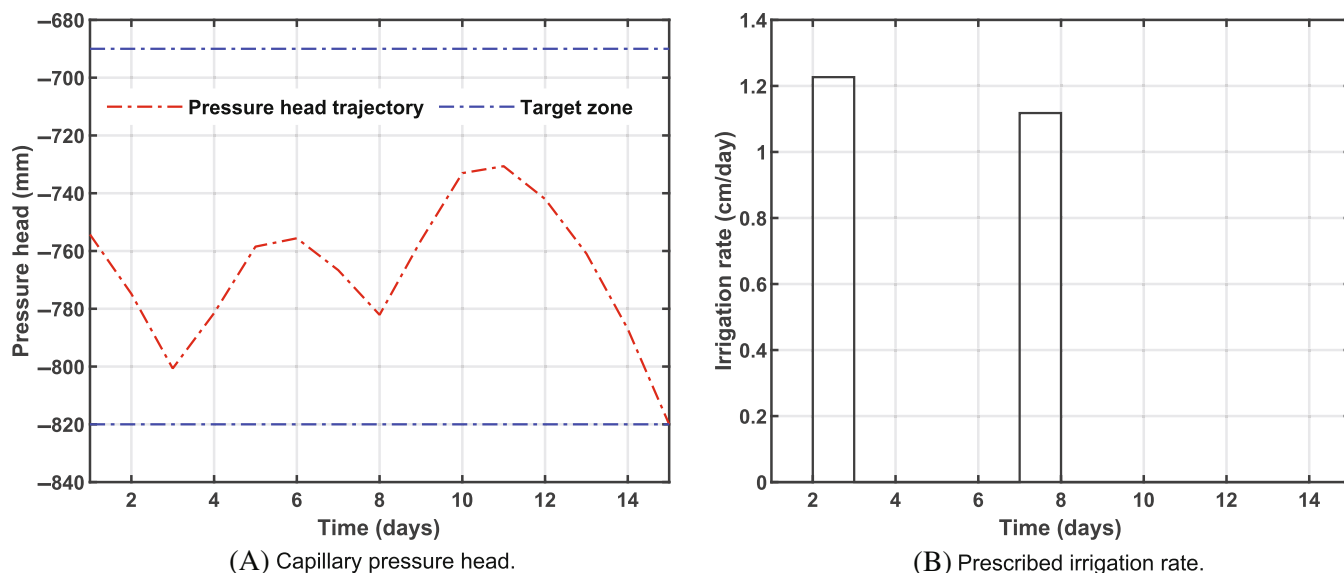 −680
−700
−720
−740
−760
−780
−800
−820
−840
Pressure head (mm)
Pressure head trajectory
Target zone
2 4 6 8 10 12 14
Time (days)
(A) Capillary pressure head.
1.4
1.2
1
0.8
0.6
0.4
0.2
0
Irrigation rate (cm/day)
2 4 6 8 10 12 14
Time (days)
(B) Prescribed irrigation rate.